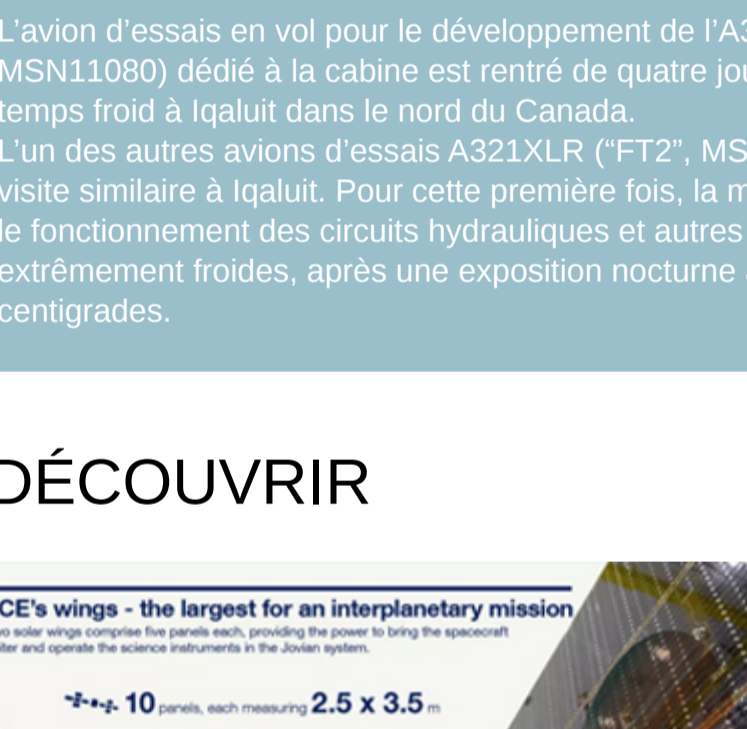 L’avion d’essais en vol pour le développement de l’A3
MSN11080) dédié à la cabine est rentré de quatre jou
temps froid à Iqaluit dans le nord du Canada.
L’un des autres avions d’essais A321XLR (“FT2”, MS
visite similaire à Iqaluit. Pour cette première fois, la m
le fonctionnement des circuits hydrauliques et autres
extrêmement froides, après une exposition nocturne
centigrades.
DÉCOUVRIR
CE's wings - the largest for an interplanetary mission
wo solar wings comprise five panels each, providing the power to bring the spacecraft
iter and operate the science instruments in the Jovian system.
10 panels, each measuring 2.5 x 3.5 m